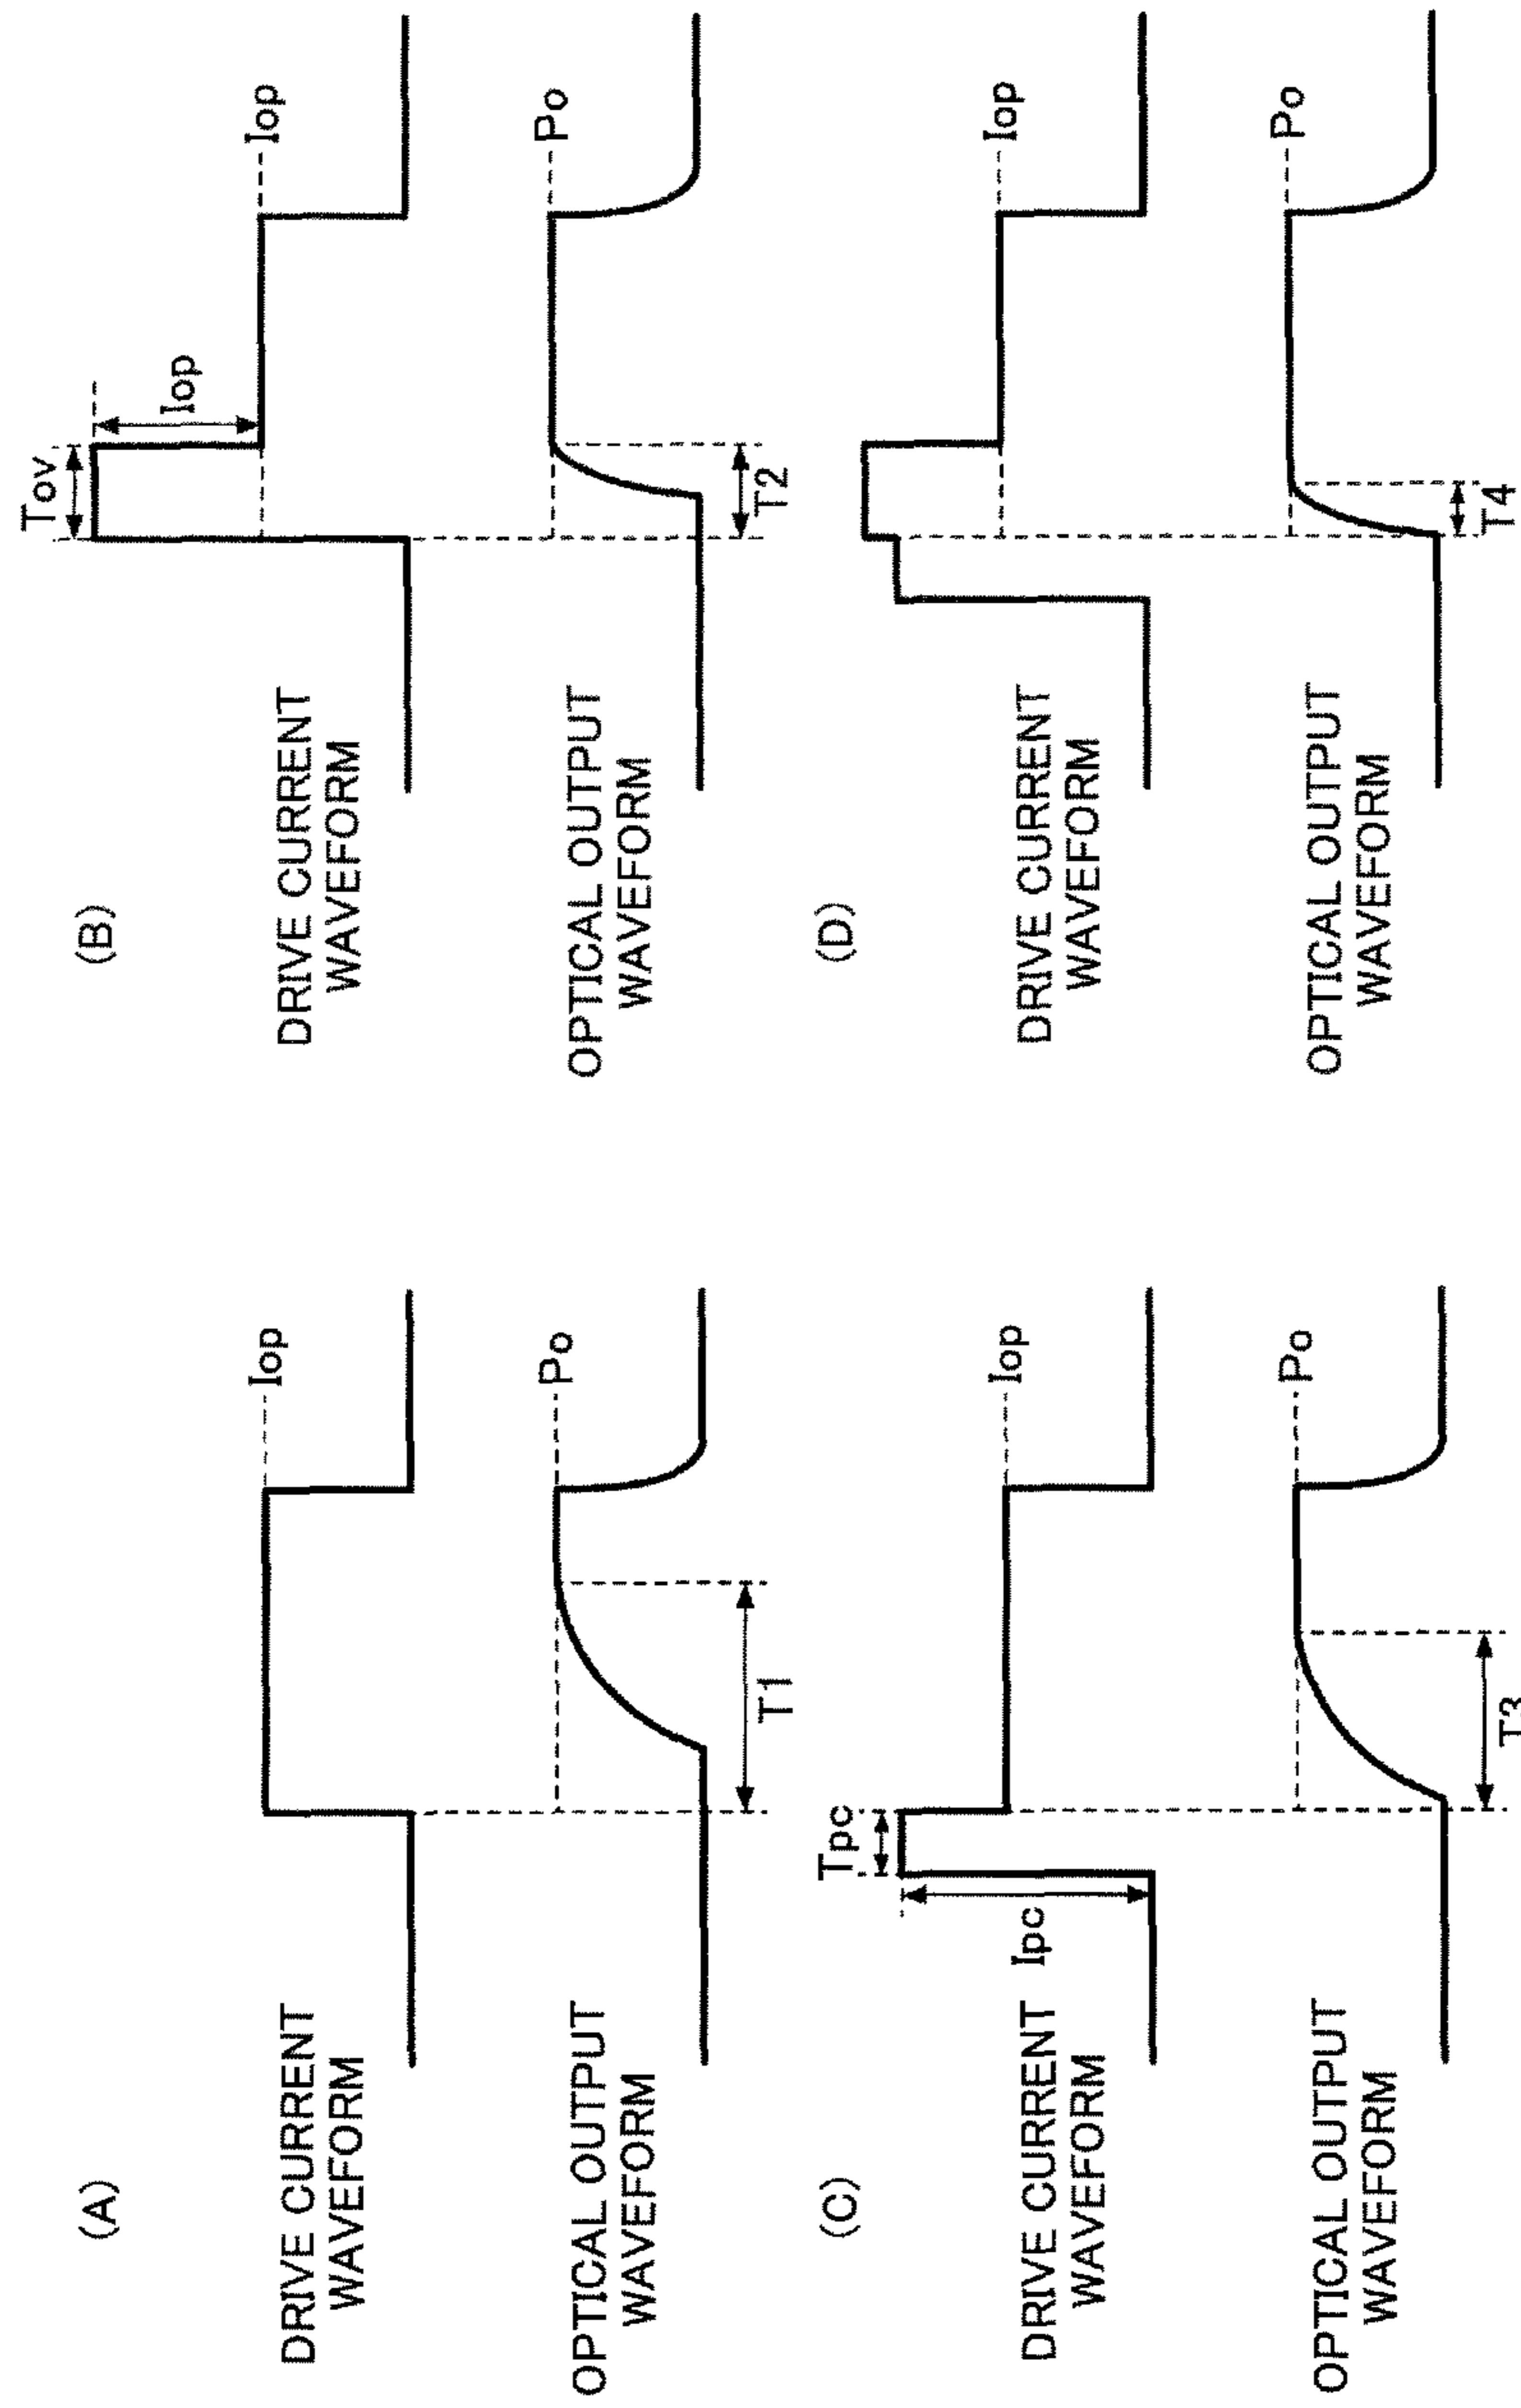 (A)
DRIVE CURRENT
WAVEFORM
Iop
OPTICAL OUTPUT
WAVEFORM
Po
T1
(B)
Tov
Iop
DRIVE CURRENT
WAVEFORM
Iop
OPTICAL OUTPUT
WAVEFORM
Po
T2
(C)
Tpc
DRIVE CURRENT
WAVEFORM
Ipc
Iop
OPTICAL OUTPUT
WAVEFORM
Po
T3
(D)
DRIVE CURRENT
WAVEFORM
Iop
OPTICAL OUTPUT
WAVEFORM
Po
T4